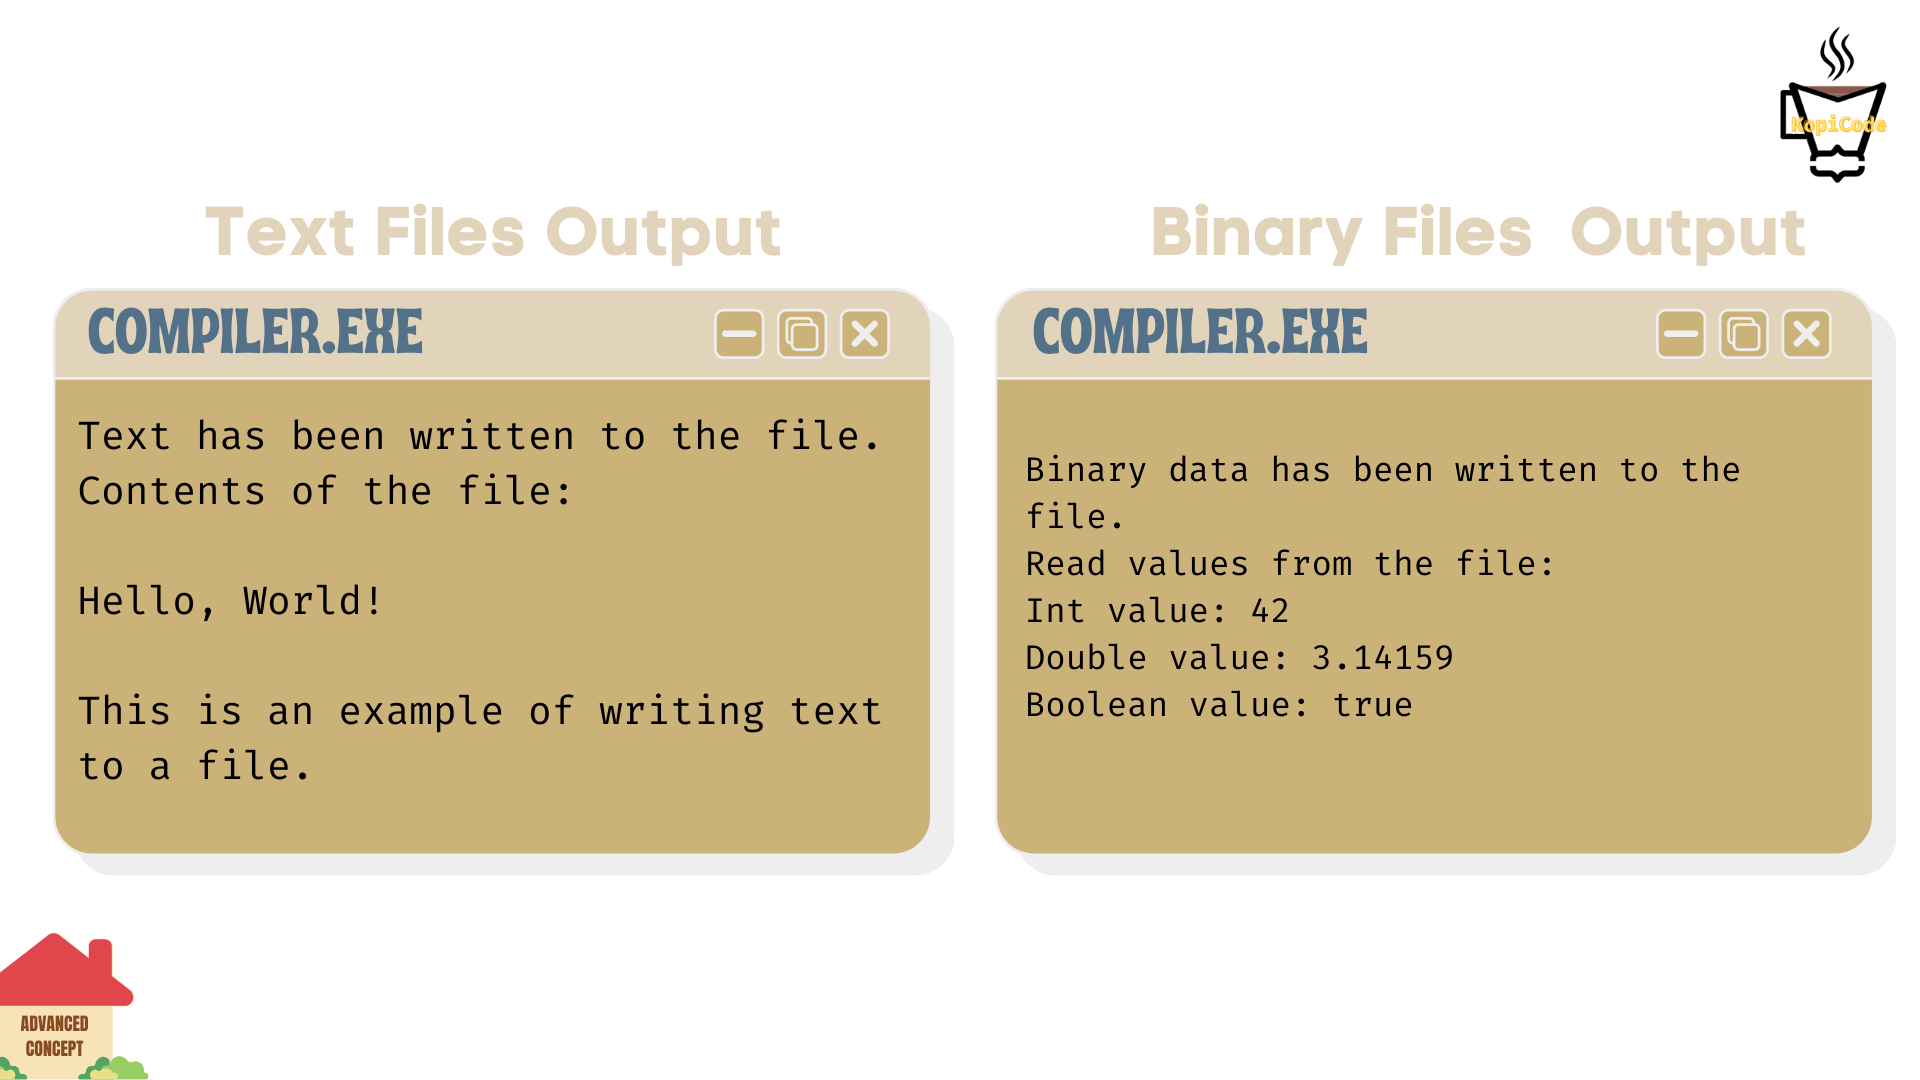 KopiCode
Text Files Output
Binary Files Output
COMPILER.EXE
Text has been written to the file.
Contents of the file:
Hello, World!
This is an example of writing text
to a file.
COMPILER.EXE
Binary data has been written to the
file.
Read values from the file:
Int value: 42
Double value: 3.14159
Boolean value: true
ADVANCED
CONCEPT